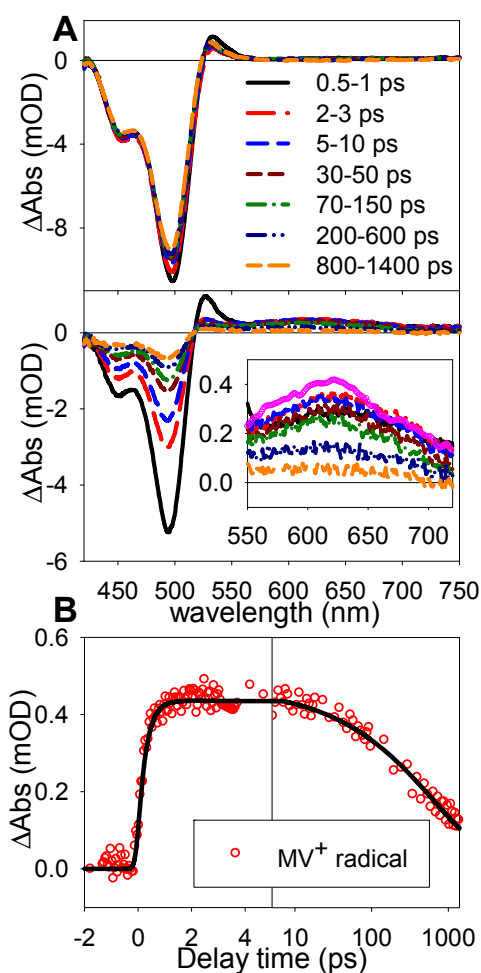 A
ΔAbs (mOD)
0
-4
-8
0.5-1 ps
2-3 ps
5-10 ps
30-50 ps
70-150 ps
200-600 ps
800-1400 ps
ΔAbs (mOD)
0
-2
-4
-6
0.4
0.2
0.0
550 600 650 700
450 500 550 600 650 700 750
wavelength (nm)
B
ΔAbs (mOD)
0.6
0.4
0.2
0.0
MV+ radical
-2 0 2 4 10 100 1000
Delay time (ps)